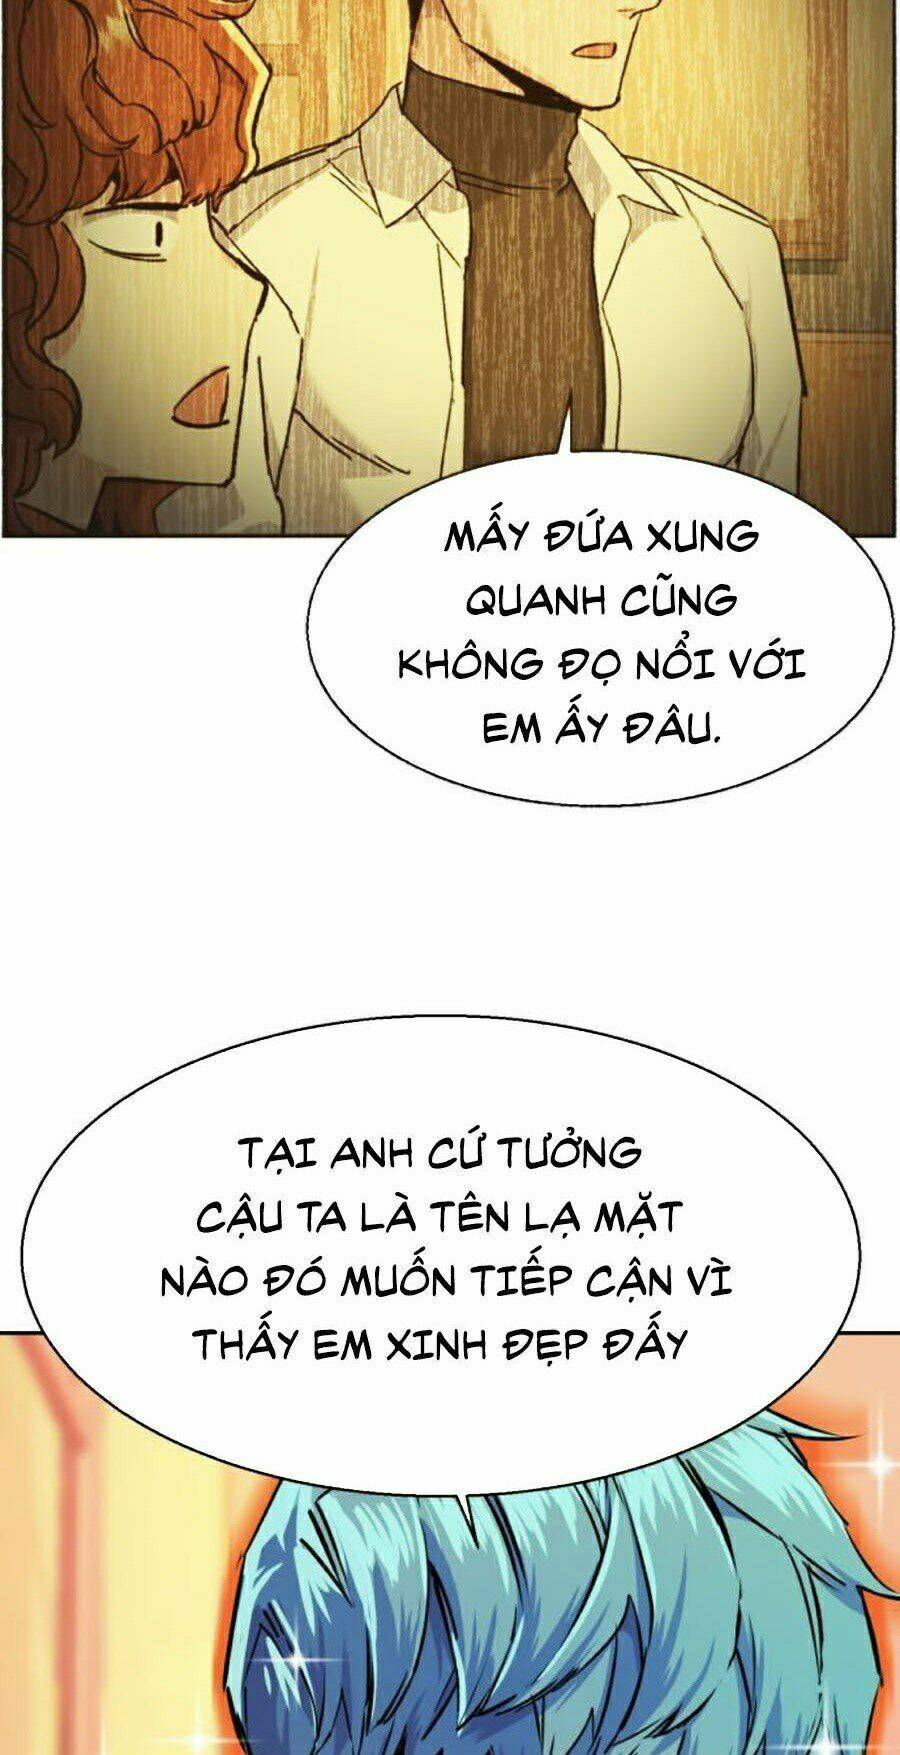 MẤY ĐỨA XUNG
QUANH CŨNG
KHÔNG ĐỌ NỔI VỚI
EM ẤY ĐÂU.
TẠI ANH CỨ TƯỞNG
CẬU TA LÀ TÊN LẠ MẶT
NÀO ĐÓ MUỐN TIẾP CẬN VÌ
THẤY EM XINH ĐẸP ĐẤY